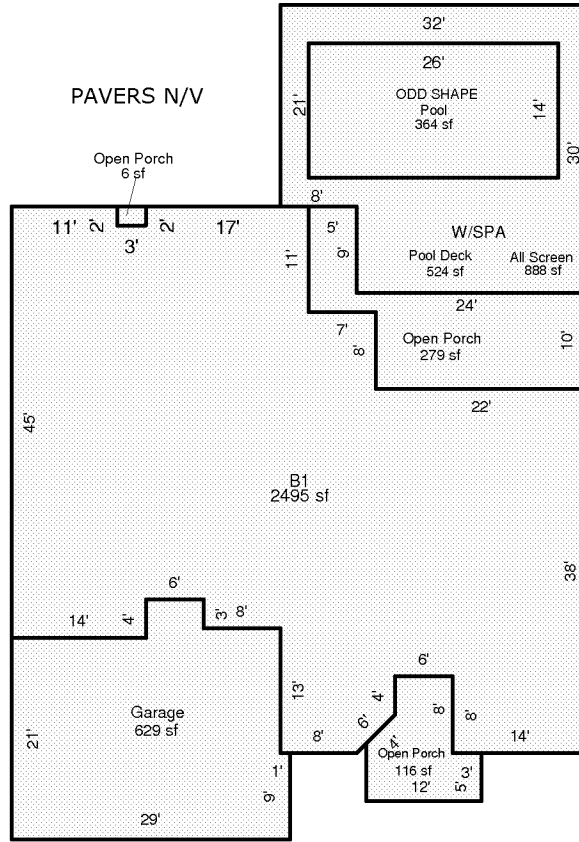 32'
26'
PAVERS N/V
21'
ODD SHAPE
Pool
364 sf
14'
30'
Open Porch
6 sf
8'
11'
2'
3'
2'
17'
11'
5'
9'
W/SPA
Pool Deck
524 sf
All Screen
888 sf
24'
7'
8'
Open Porch
279 sf
10'
22'
45'
B1
2495 sf
38'
6'
14'
4'
3'
8'
6'
13'
4'
8'
8'
Garage
629 sf
21'
8'
6'
4'
14'
Open Porch
116 sf
1'
3'
9'
12'
5'
29'